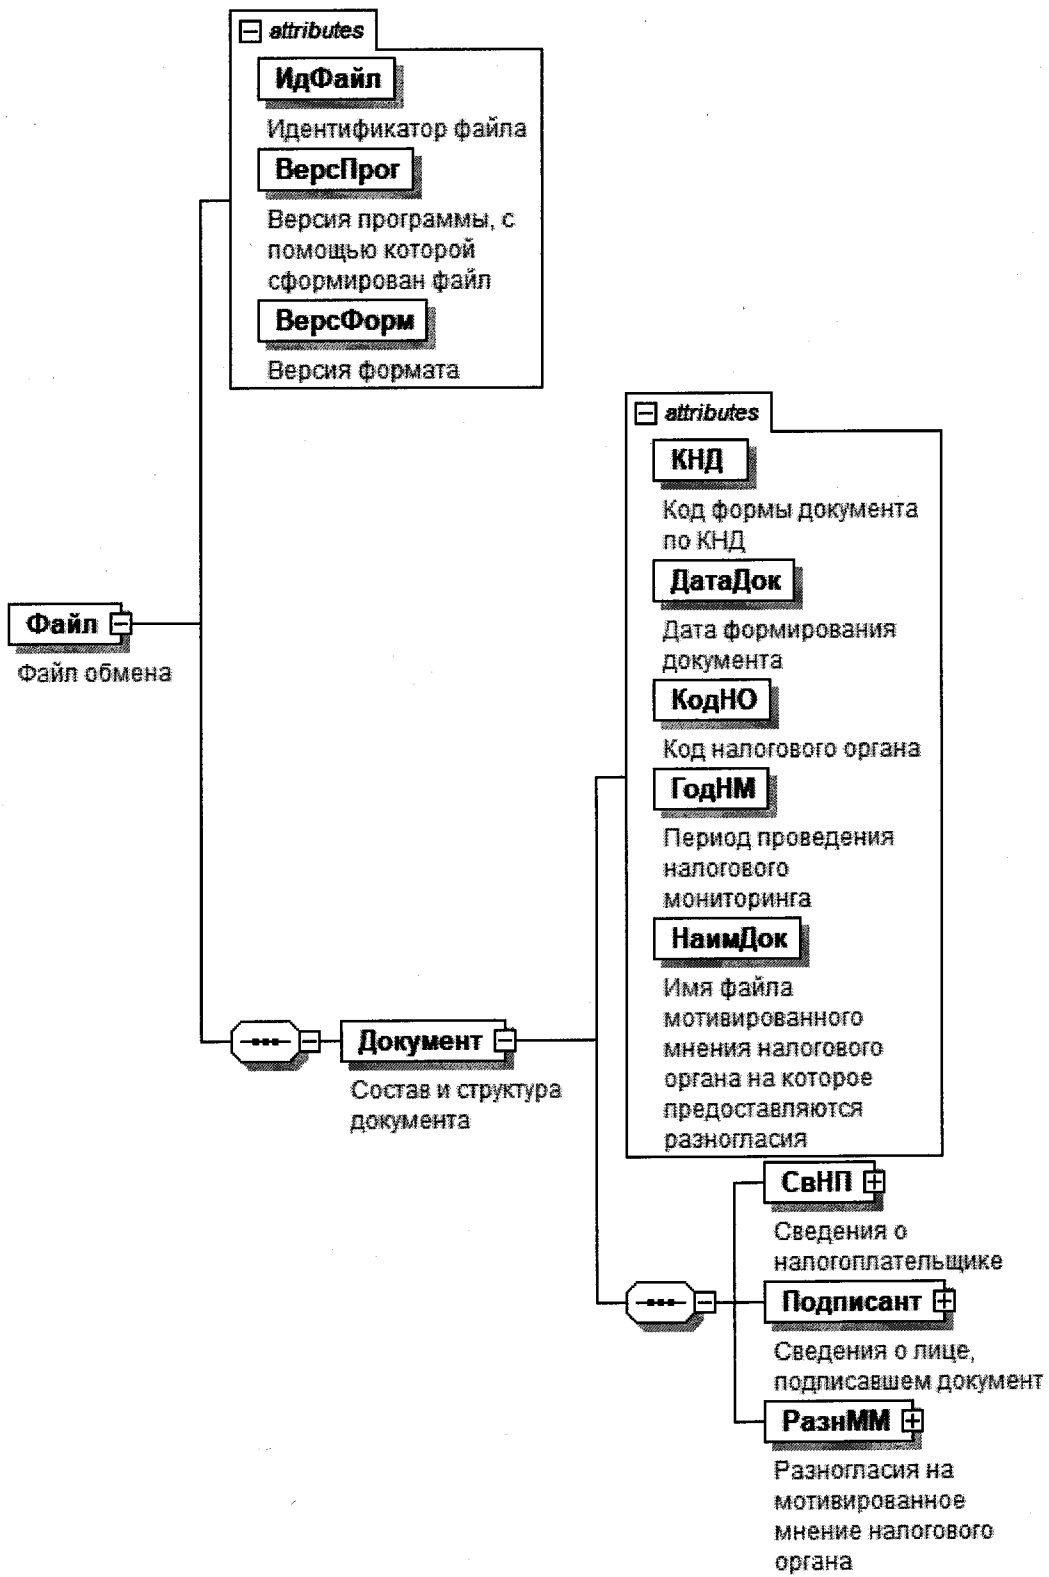 attributes
ИдФайл
Идентификатор файла
ВерсПрог
Версия программы, с
помощью которой
сформирован файл
ВерсФорм
Версия формата
Файл
Файл обмена
Документ
Состав и структура
документа
attributes
КНД
Код формы документа
по КНД
ДатаДок
Дата формирования
документа
КодНО
Код налогового органа
ГодНМ
Период проведения
налогового
мониторинга
НаимДок
Имя файла
мотивированного
мнения налогового
органа на которое
предоставляются
разногласия
СвНП
Сведения о
налогоплательщике
Подписант
Сведения о лице,
подписавшем документ
РазнММ
Разногласия на
мотивированное
мнение налогового
органа